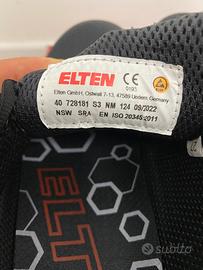 ELTEN CE
0193
Elten GmbH, Ostwall 7-13, 47589 Uedem, Germany
40 728181 S3 NM 124 09/2022
NSW SRA EN ISO 20345:2011
ELT
subito